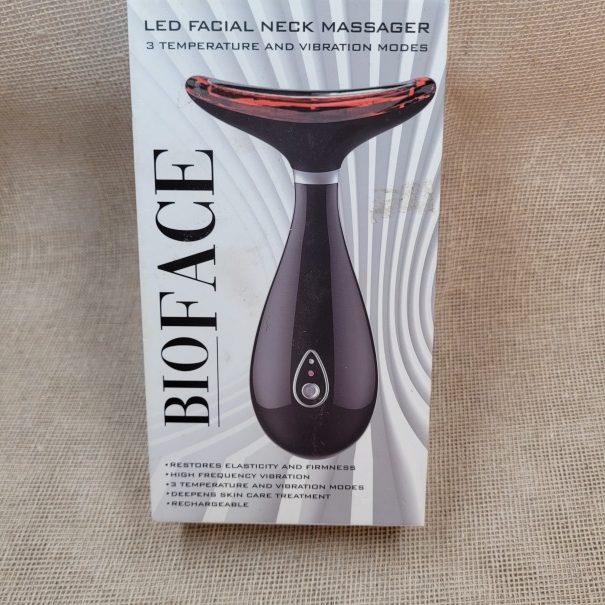 LED FACIAL NECK MASSAGER
3 TEMPERATURE AND VIBRATION MODES
BIOFACE
•RESTORES ELASTICITY AND FIRMNESS
•HIGH FREQUENCY VIBRATION
•3 TEMPERATURE AND VIBRATION MODES
•DEEPENS SKIN CARE TREATMENT
•RECHARGEABLE